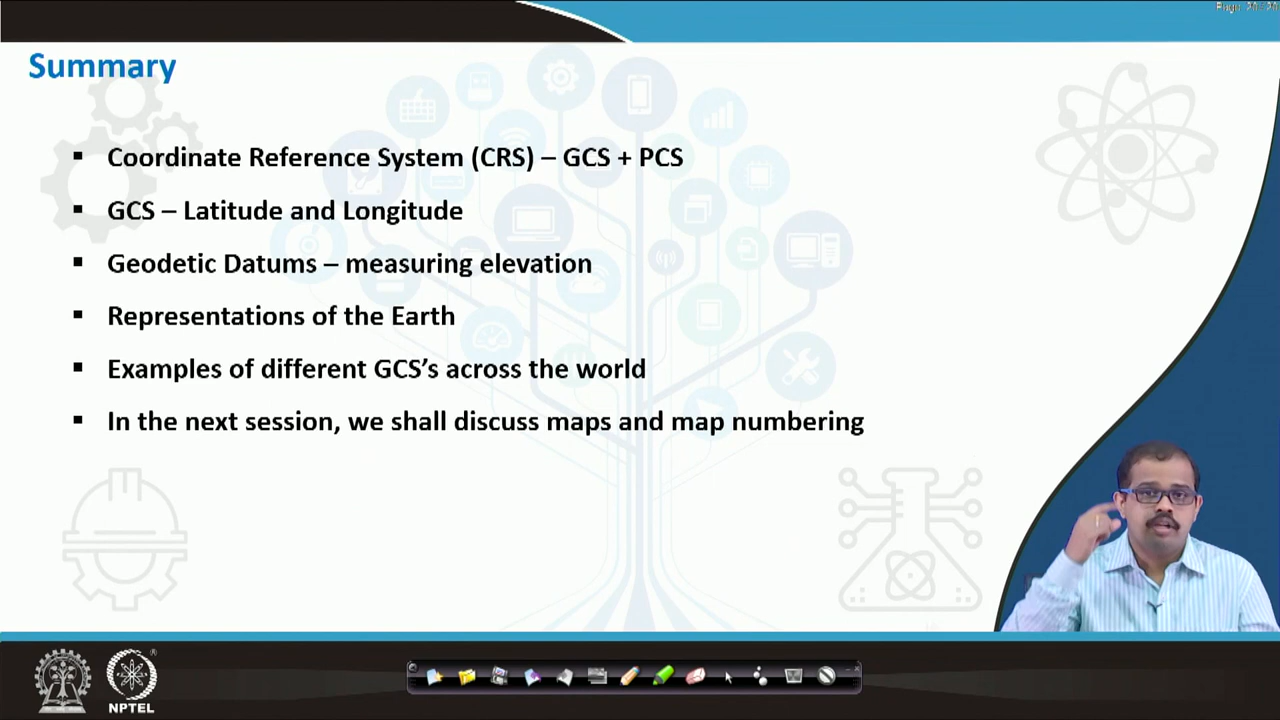 Summary
▪ Coordinate Reference System (CRS) – GCS + PCS
▪ GCS – Latitude and Longitude
▪ Geodetic Datums – measuring elevation
▪ Representations of the Earth
▪ Examples of different GCS's across the world
▪ In the next session, we shall discuss maps and map numbering
NPTEL